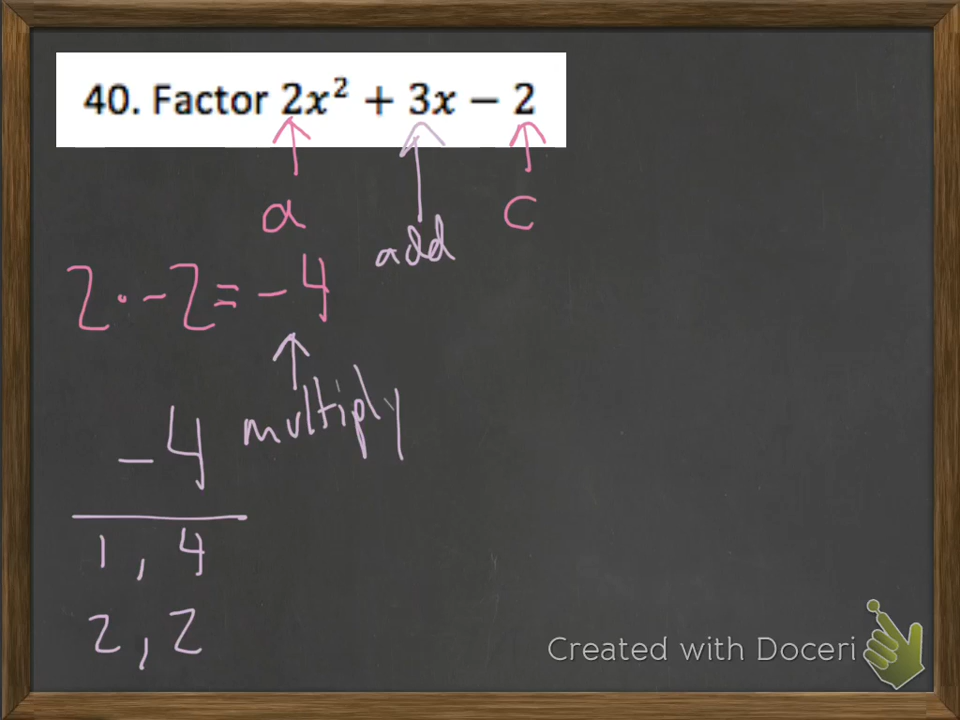 40. Factor 2x² + 3x − 2
a add c
2 · −2 = −4
multiply
−4
1 , 4
2 , 2
Created with Doceri